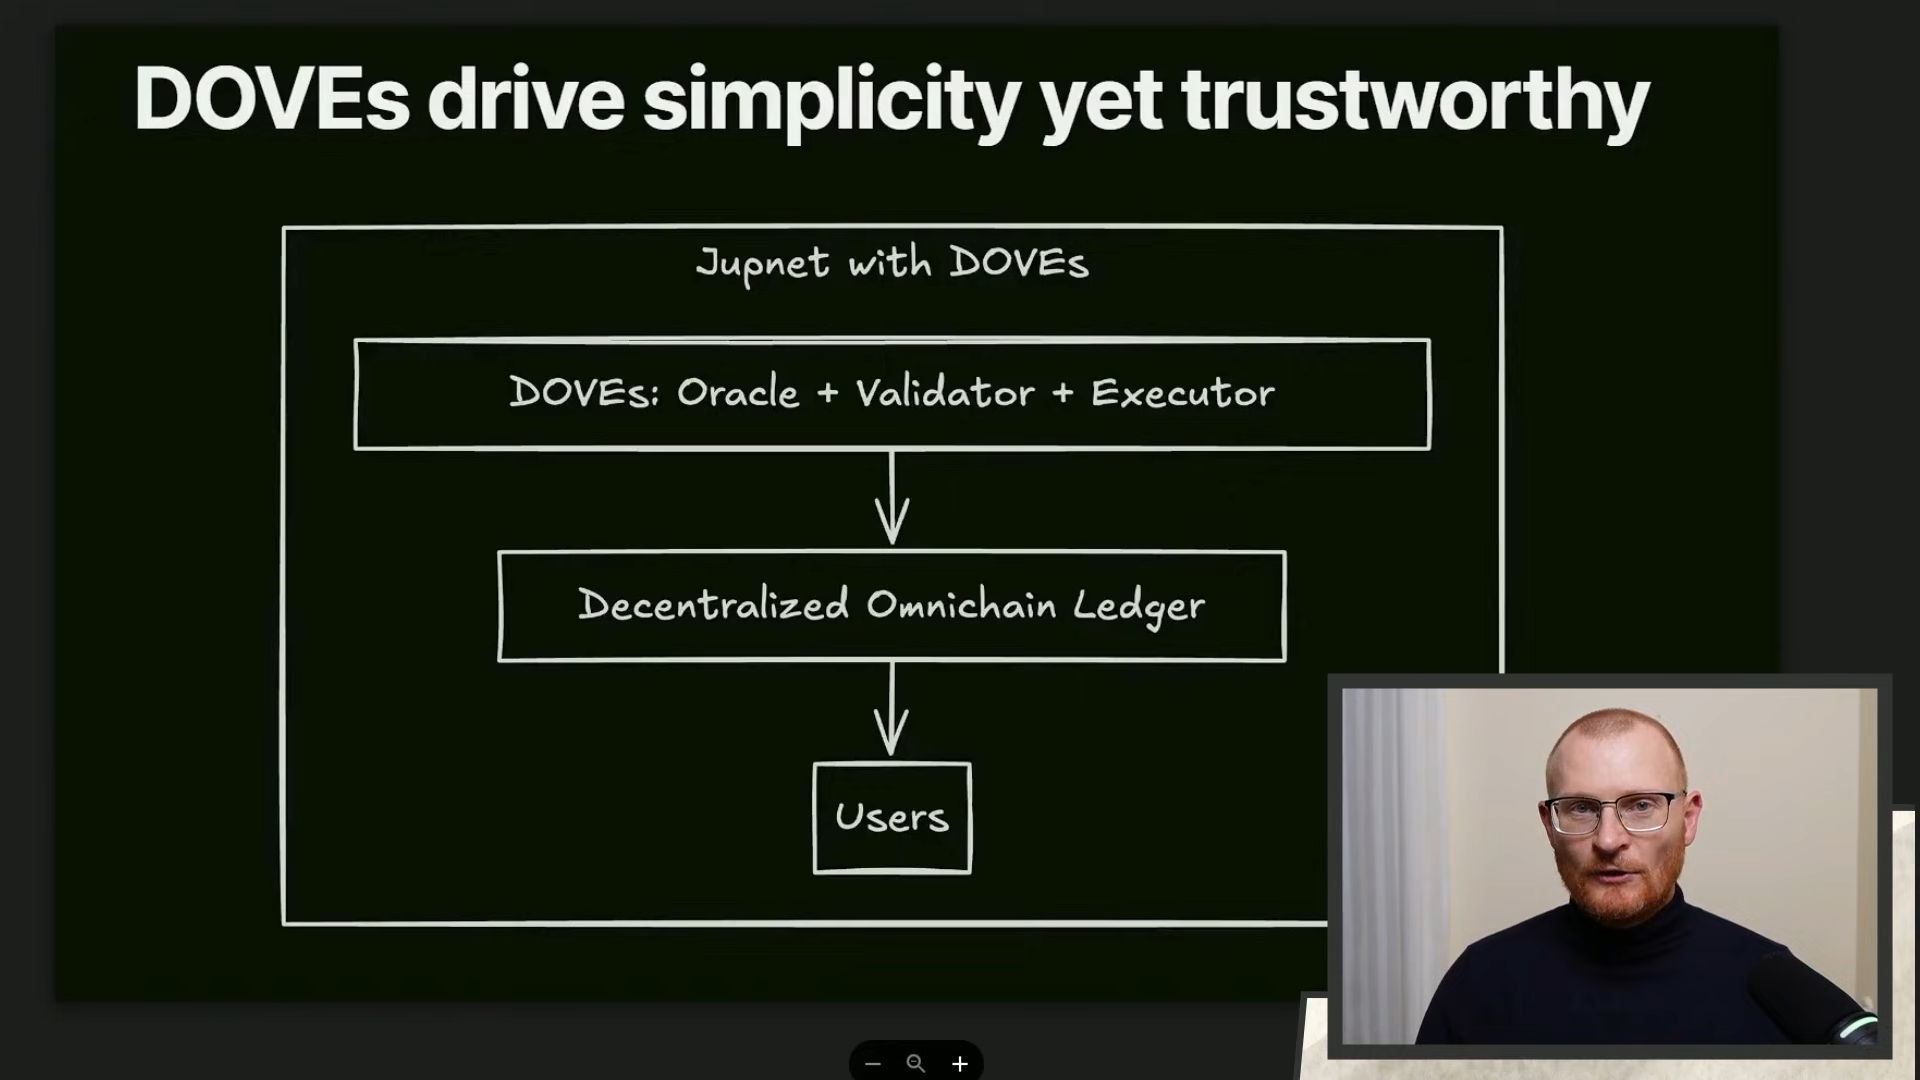 DOVEs drive simplicity yet trustworthy
Jupnet with DOVEs
DOVEs: Oracle + Validator + Executor
Decentralized Omnichain Ledger
Users